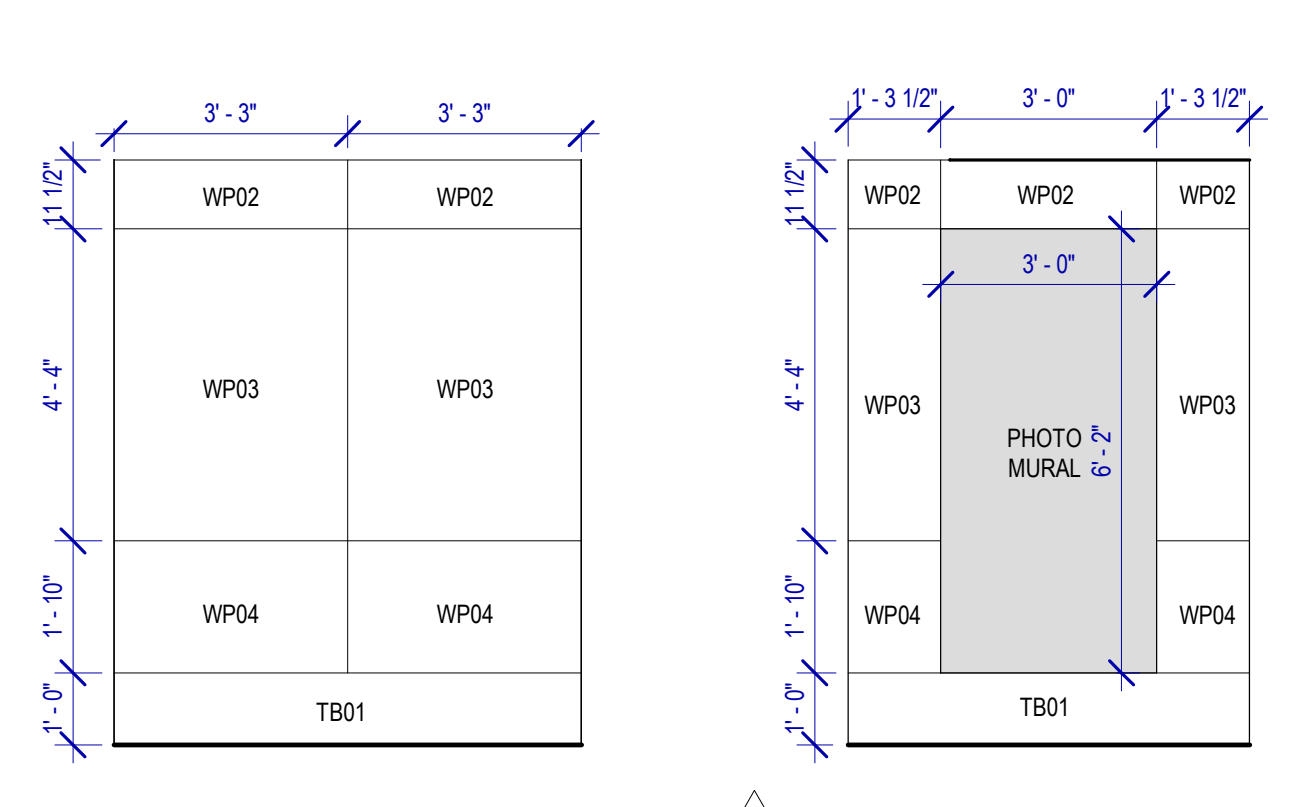 3' - 3"
3' - 3"
11 1/2"
WP02
WP02
4' - 4"
WP03
WP03
1' - 10"
WP04
WP04
1' - 0"
TB01
1' - 3 1/2"
3' - 0"
1' - 3 1/2"
11 1/2"
WP02
WP02
WP02
3' - 0"
4' - 4"
WP03
WP03
PHOTO
MURAL
6' - 2"
1' - 10"
WP04
WP04
1' - 0"
TB01